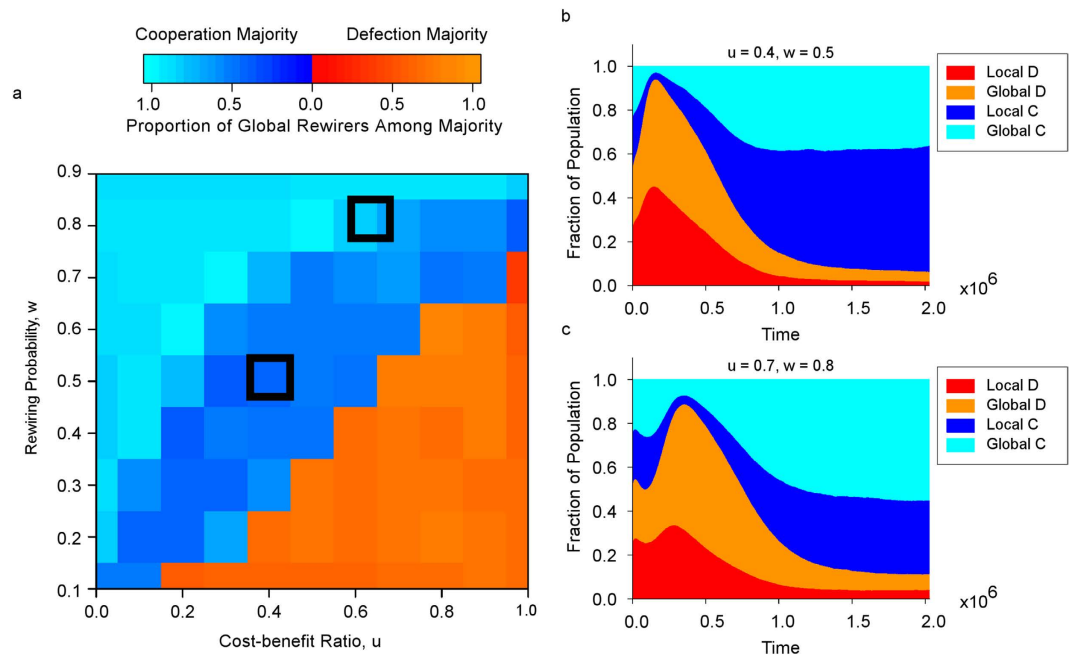 a
Cooperation Majority Defection Majority
1.0 0.5 0.0 0.5 1.0
Proportion of Global Rewirers Among Majority
Rewiring Probability, w
0.9
0.8
0.7
0.6
0.5
0.4
0.3
0.2
0.1
0.0 0.2 0.4 0.6 0.8 1.0
Cost-benefit Ratio, u
b
u = 0.4, w = 0.5
Fraction of Population
1.0
0.8
0.6
0.4
0.2
0.0
0.0 0.5 1.0 1.5 2.0
x10⁶
Time
Local D
Global D
Local C
Global C
c
u = 0.7, w = 0.8
Fraction of Population
1.0
0.8
0.6
0.4
0.2
0.0
0.0 0.5 1.0 1.5 2.0
x10⁶
Time
Local D
Global D
Local C
Global C